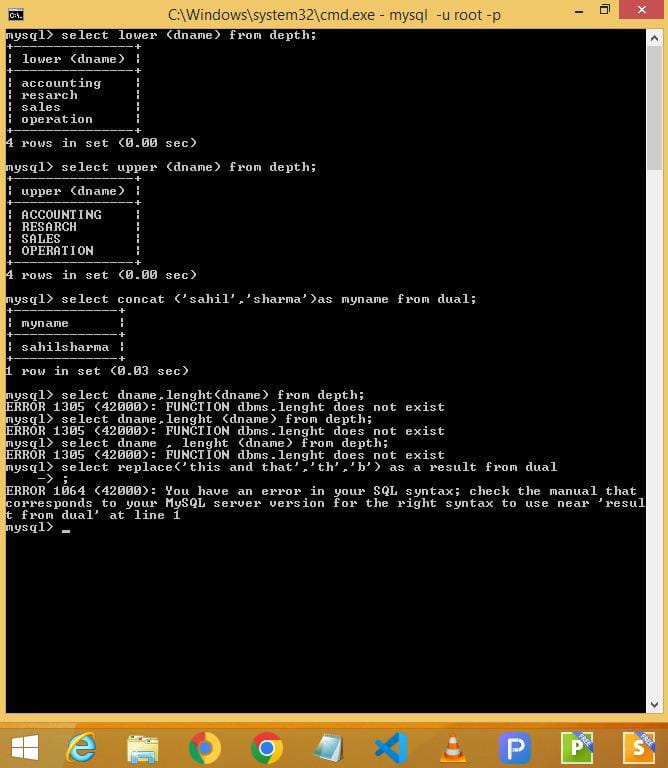 C:\Windows\system32\cmd.exe - mysql -u root -p
mysql> select lower (dname) from depth;
+---------------+
| lower (dname) |
+---------------+
| accounting    |
| resarch       |
| sales         |
| operation     |
+---------------+
4 rows in set (0.00 sec)
mysql> select upper (dname) from depth;
+---------------+
| upper (dname) |
+---------------+
| ACCOUNTING    |
| RESARCH       |
| SALES         |
| OPERATION     |
+---------------+
4 rows in set (0.00 sec)
mysql> select concat ('sahil','sharma')as myname from dual;
+-------------+
| myname      |
+-------------+
| sahilsharma |
+-------------+
1 row in set (0.03 sec)
mysql> select dname,lenght(dname) from depth;
ERROR 1305 (42000): FUNCTION dbms.lenght does not exist
mysql> select dname,lenght (dname) from depth;
ERROR 1305 (42000): FUNCTION dbms.lenght does not exist
mysql> select dname , lenght (dname) from depth;
ERROR 1305 (42000): FUNCTION dbms.lenght does not exist
mysql> select replace('this and that','th','b') as a result from dual
    -> ;
ERROR 1064 (42000): You have an error in your SQL syntax; check the manual that
corresponds to your MySQL server version for the right syntax to use near 'resul
t from dual' at line 1
mysql> _
P
P FREE
S FREE